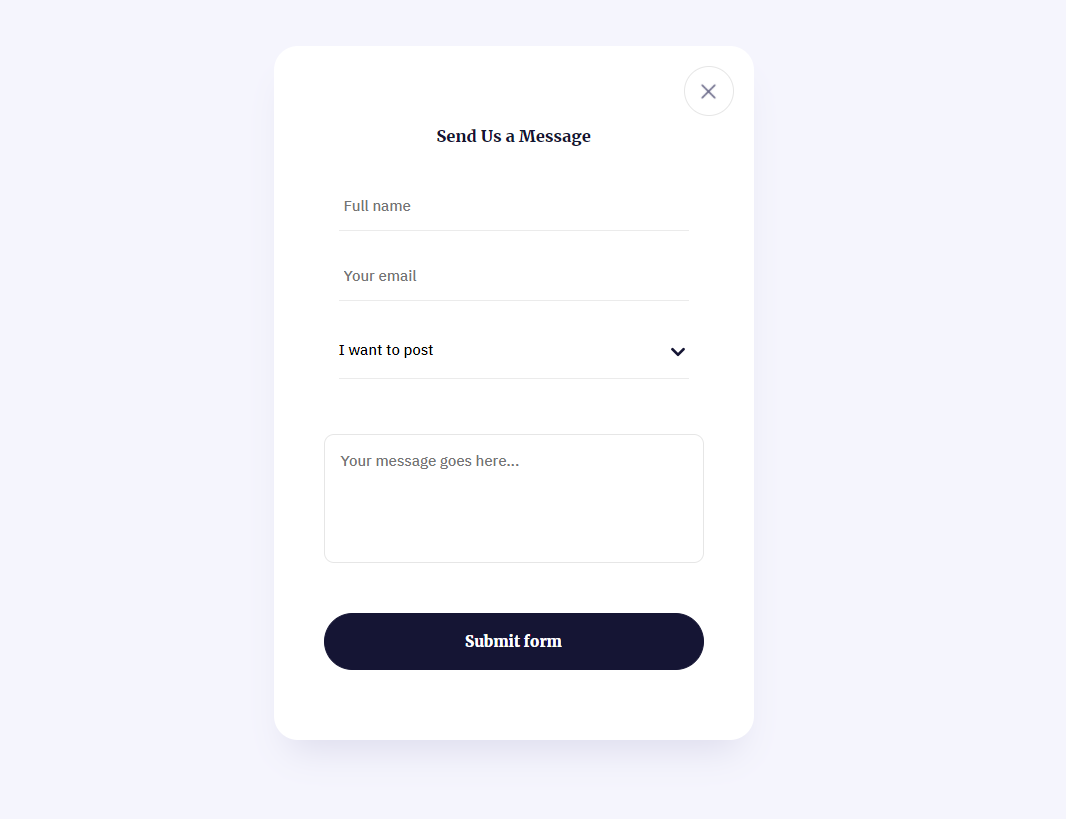 Send Us a Message
Full name
Your email
I want to post
Your message goes here...
Submit form